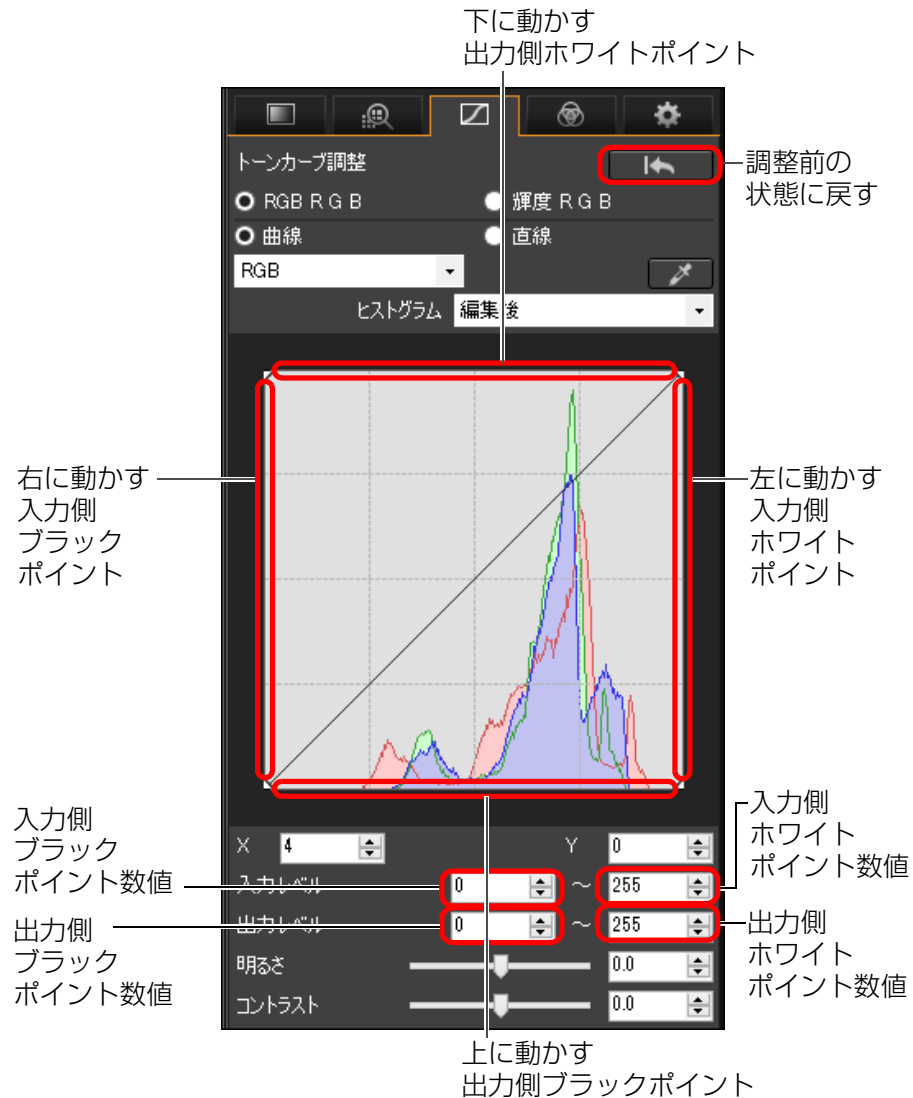 下に動かす
出力側ホワイトポイント
トーンカーブ調整
調整前の
状態に戻す
RGB R G B
輝度 R G B
曲線
直線
RGB
ヒストグラム
編集後
右に動かす
入力側
ブラック
ポイント
左に動かす
入力側
ホワイト
ポイント
入力側
ブラック
ポイント数値
X 4
Y 0
入力側
ホワイト
ポイント数値
入力レベル 0 ～ 255
出力レベル 0 ～ 255
出力側
ブラック
ポイント数値
出力側
ホワイト
ポイント数値
明るさ 0.0
コントラスト 0.0
上に動かす
出力側ブラックポイント